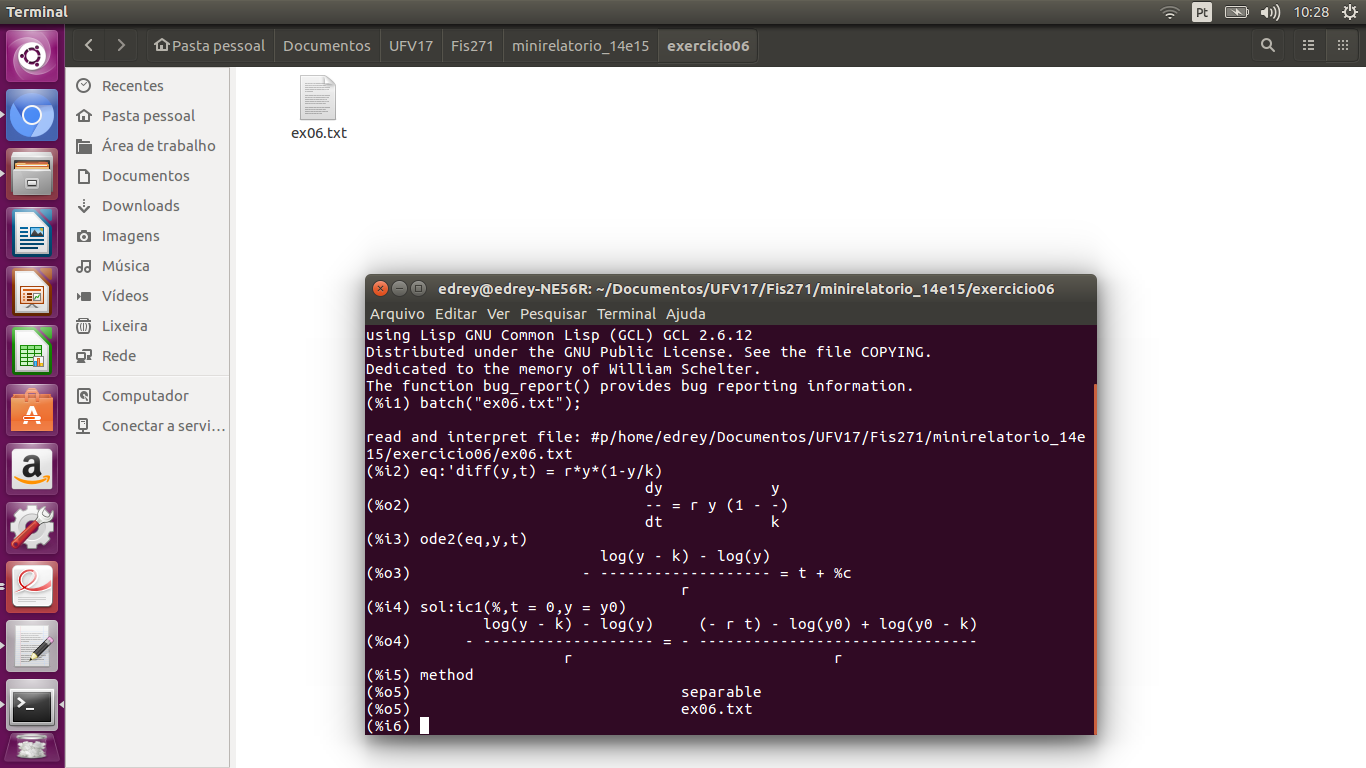 Terminal
Pt
10:28
Pasta pessoal Documentos UFV17 Fis271 minirelatorio_14e15 exercicio06
Recentes
Pasta pessoal
Área de trabalho
Documentos
Downloads
Imagens
Música
Vídeos
Lixeira
Rede
Computador
Conectar a servi...
ex06.txt
edrey@edrey-NE56R: ~/Documentos/UFV17/Fis271/minirelatorio_14e15/exercicio06
Arquivo Editar Ver Pesquisar Terminal Ajuda
using Lisp GNU Common Lisp (GCL) GCL 2.6.12
Distributed under the GNU Public License. See the file COPYING.
Dedicated to the memory of William Schelter.
The function bug_report() provides bug reporting information.
(%i1) batch("ex06.txt");
read and interpret file: #p/home/edrey/Documentos/UFV17/Fis271/minirelatorio_14e
15/exercicio06/ex06.txt
(%i2) eq:'diff(y,t) = r*y*(1-y/k)
                               dy            y
(%o2)                          -- = r y (1 - -)
                               dt            k
(%i3) ode2(eq,y,t)
                          log(y - k) - log(y)
(%o3)                   - ------------------- = t + %c
                                   r
(%i4) sol:ic1(%,t = 0,y = y0)
             log(y - k) - log(y)     (- r t) - log(y0) + log(y0 - k)
(%o4)        ------------------- = - -------------------------------
                      r                             r
(%i5) method
(%o5)                              separable
(%o5)                              ex06.txt
(%i6)